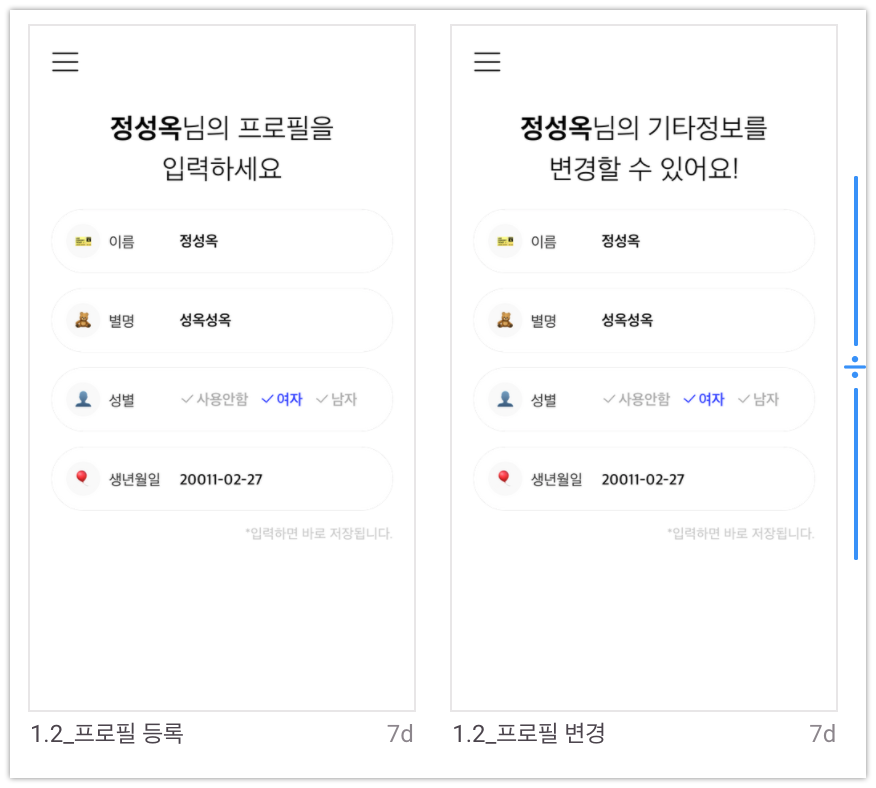 정성옥님의 프로필을
입력하세요
이름 정성옥
별명 성옥성옥
성별 사용안함 여자 남자
생년월일 20011-02-27
*입력하면 바로 저장됩니다.
1.2_프로필 등록 7d
정성옥님의 기타정보를
변경할 수 있어요!
이름 정성옥
별명 성옥성옥
성별 사용안함 여자 남자
생년월일 20011-02-27
*입력하면 바로 저장됩니다.
1.2_프로필 변경 7d